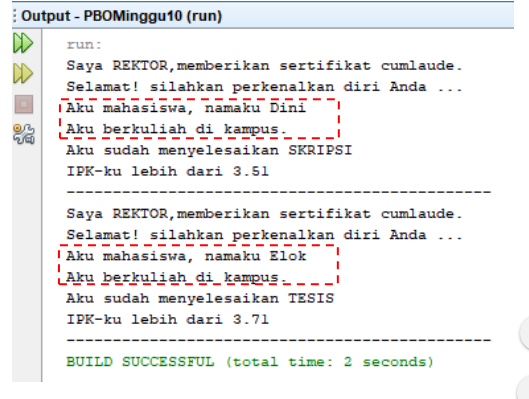 Output - PBOMinggu10 (run)
run:
Saya REKTOR,memberikan sertifikat cumlaude.
Selamat! silahkan perkenalkan diri Anda ...
Aku mahasiswa, namaku Dini
Aku berkuliah di kampus.
Aku sudah menyelesaikan SKRIPSI
IPK-ku lebih dari 3.51
-----------------------------------------------
Saya REKTOR,memberikan sertifikat cumlaude.
Selamat! silahkan perkenalkan diri Anda ...
Aku mahasiswa, namaku Elok
Aku berkuliah di kampus.
Aku sudah menyelesaikan TESIS
IPK-ku lebih dari 3.71
-----------------------------------------------
BUILD SUCCESSFUL (total time: 2 seconds)